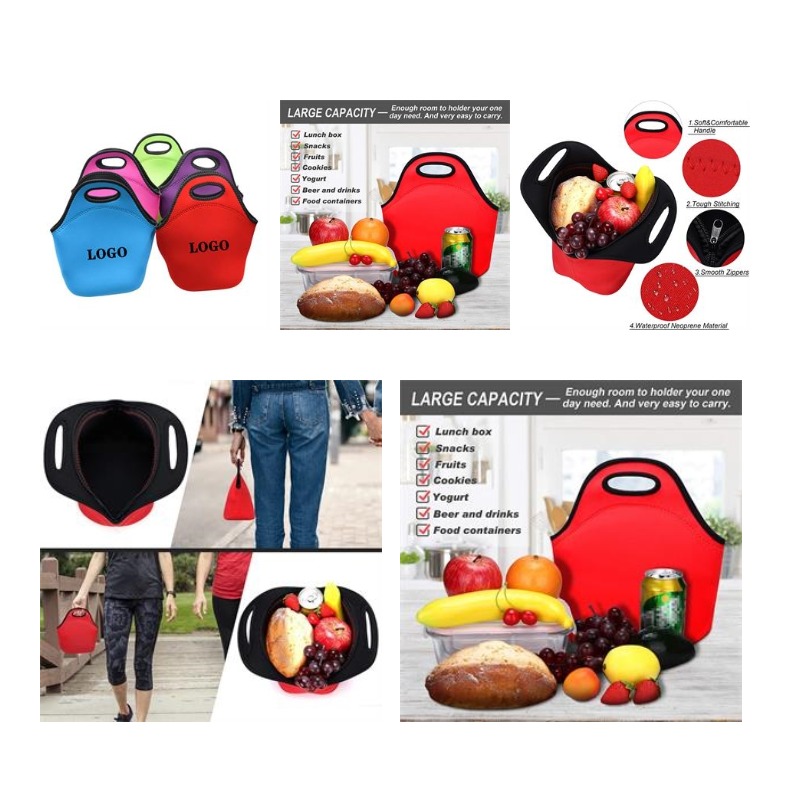 LOGO
LOGO
LARGE CAPACITY — Enough room to holder your one
day need. And very easy to carry.
Lunch box
Snacks
Fruits
Cookies
Yogurt
Beer and drinks
Food containers
1.Soft&Comfortable
Handle
2.Tough Stitching
3.Smooth Zippers
4.Waterproof Neoprene Material
LARGE CAPACITY — Enough room to holder your one
day need. And very easy to carry.
Lunch box
Snacks
Fruits
Cookies
Yogurt
Beer and drinks
Food containers